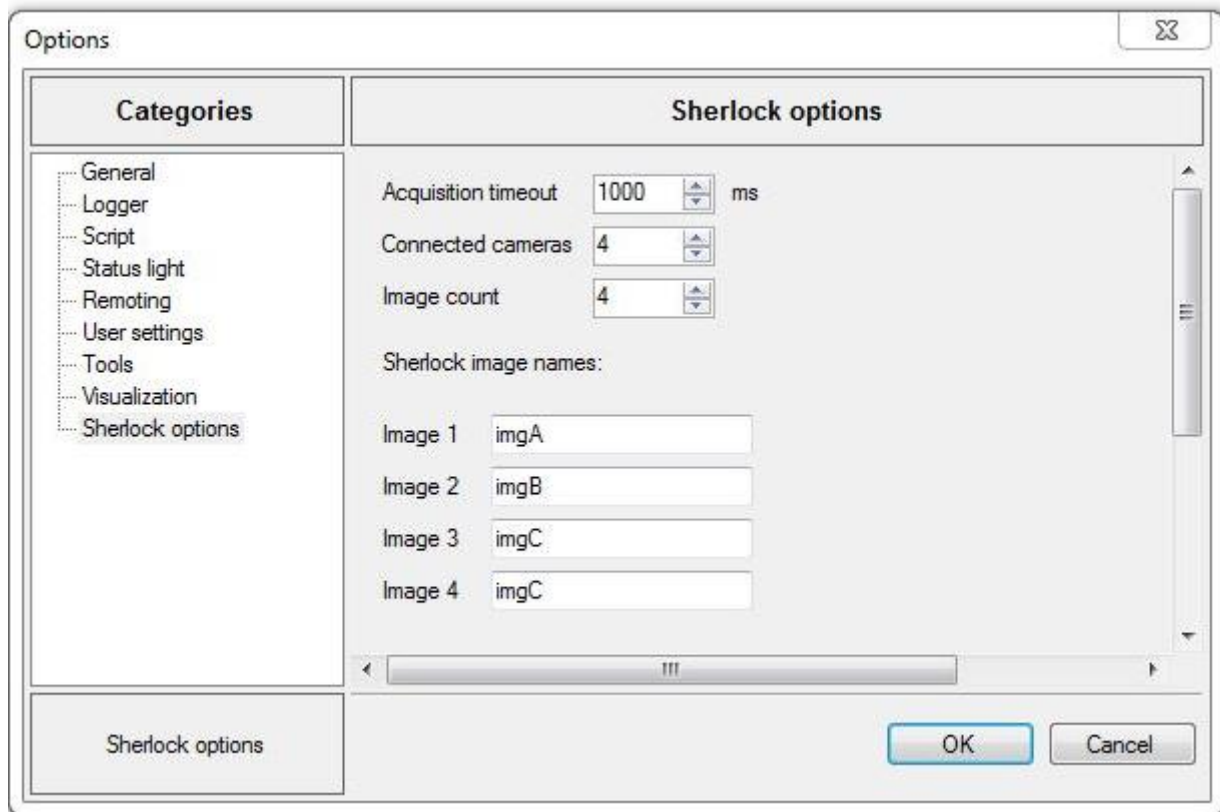 Options
Categories
Sherlock options
General
Logger
Script
Status light
Remoting
User settings
Tools
Visualization
Sherlock options
Acquisition timeout 1000 ms
Connected cameras 4
Image count 4
Sherlock image names:
Image 1 imgA
Image 2 imgB
Image 3 imgC
Image 4 imgC
Sherlock options
OK Cancel